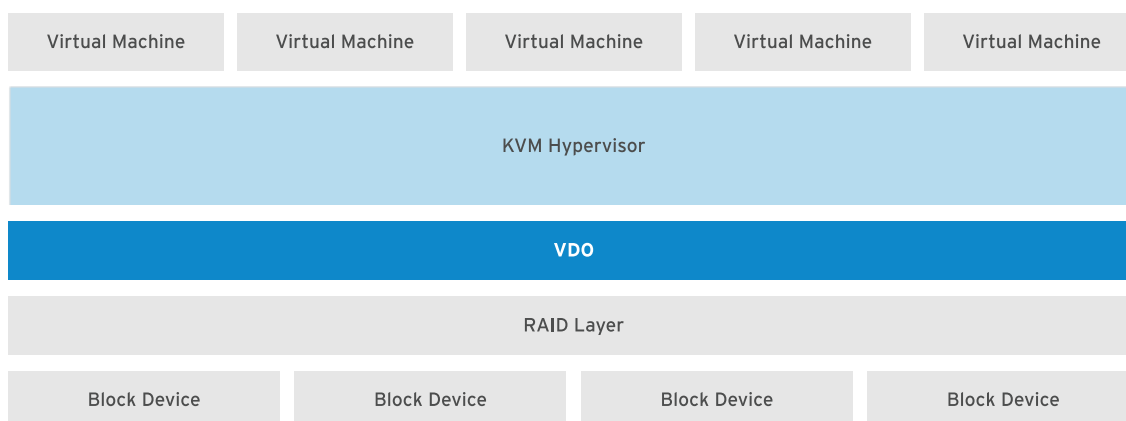 Virtual Machine Virtual Machine Virtual Machine Virtual Machine Virtual Machine
KVM Hypervisor
VDO
RAID Layer
Block Device Block Device Block Device Block Device